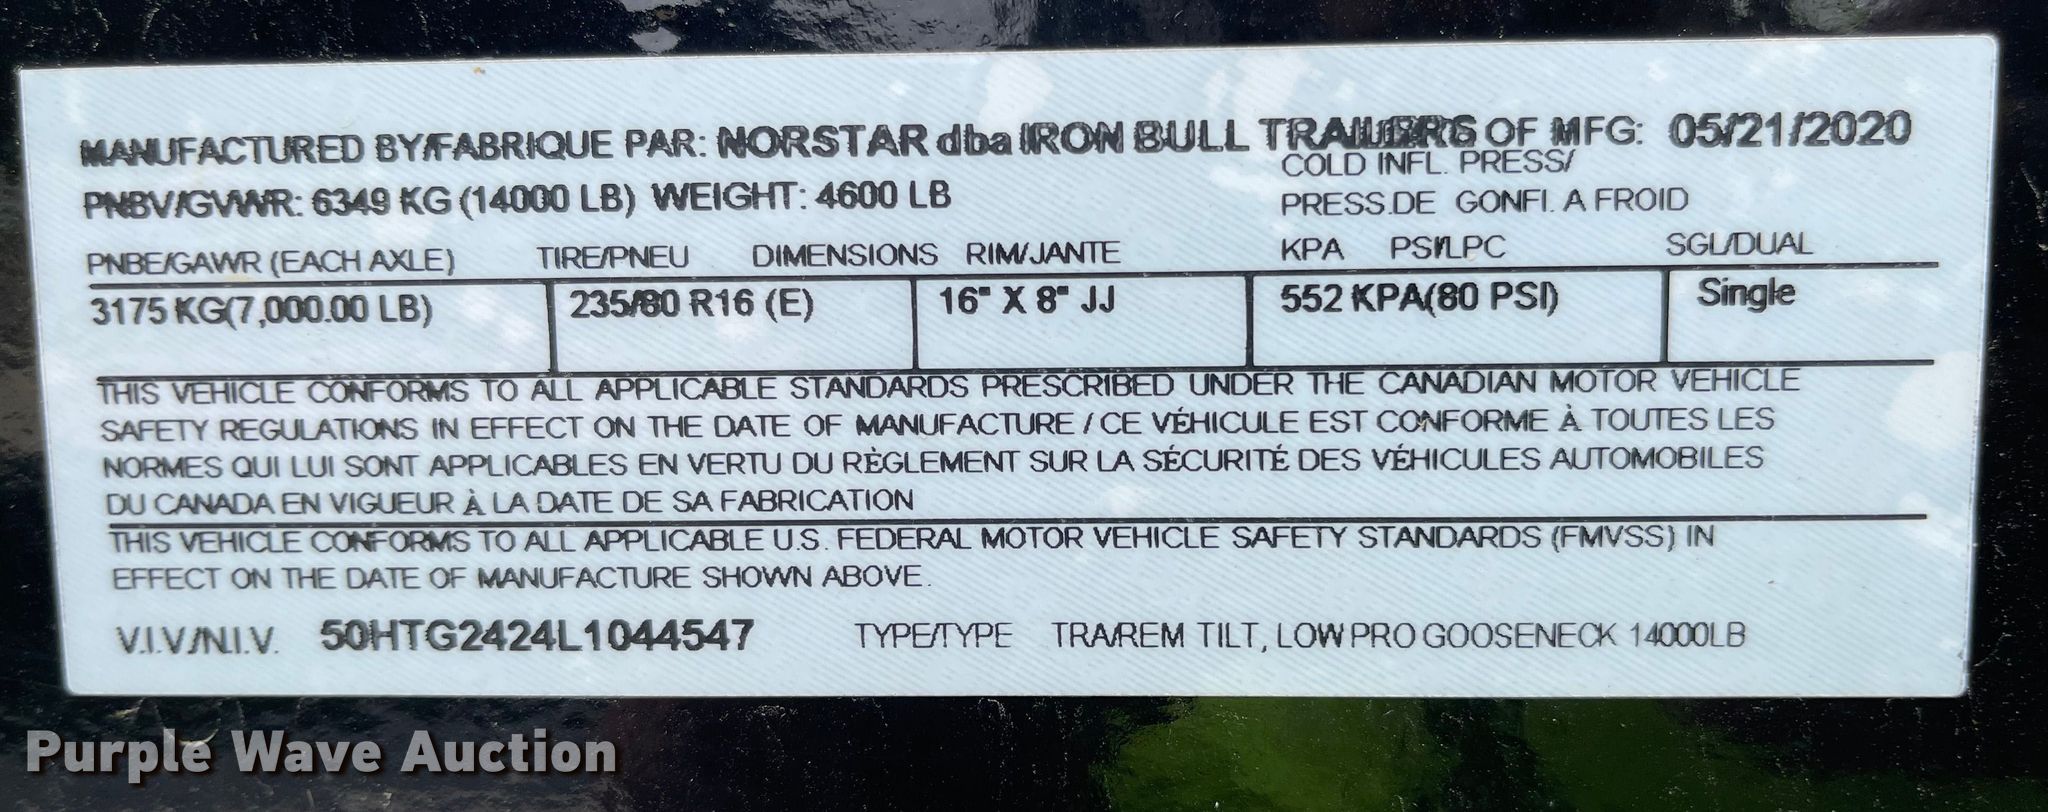 MANUFACTURED BY/FABRIQUE PAR: NORSTAR dba IRON BULL TRAILERS OF MFG: 05/21/2020
PNBV/GVWR: 6349 KG (14000 LB) WEIGHT: 4600 LB
COLD INFL. PRESS/
PRESS.DE GONFL. A FROID
PNBE/GAWR (EACH AXLE) TIRE/PNEU DIMENSIONS RIM/JANTE KPA PSI/LPC SGL/DUAL
3175 KG(7,000.00 LB) 235/80 R16 (E) 16" X 8" JJ 552 KPA(80 PSI) Single
THIS VEHICLE CONFORMS TO ALL APPLICABLE STANDARDS PRESCRIBED UNDER THE CANADIAN MOTOR VEHICLE
SAFETY REGULATIONS IN EFFECT ON THE DATE OF MANUFACTURE / CE VÉHICULE EST CONFORME À TOUTES LES
NORMES QUI LUI SONT APPLICABLES EN VERTU DU RÈGLEMENT SUR LA SÉCURITÉ DES VÉHICULES AUTOMOBILES
DU CANADA EN VIGUEUR À LA DATE DE SA FABRICATION
THIS VEHICLE CONFORMS TO ALL APPLICABLE U.S. FEDERAL MOTOR VEHICLE SAFETY STANDARDS (FMVSS) IN
EFFECT ON THE DATE OF MANUFACTURE SHOWN ABOVE.
V.I.V/N.I.V. 50HTG2424L1044547 TYPE/TYPE TRA/REM TILT, LOW PRO GOOSENECK 14000LB
Purple Wave Auction